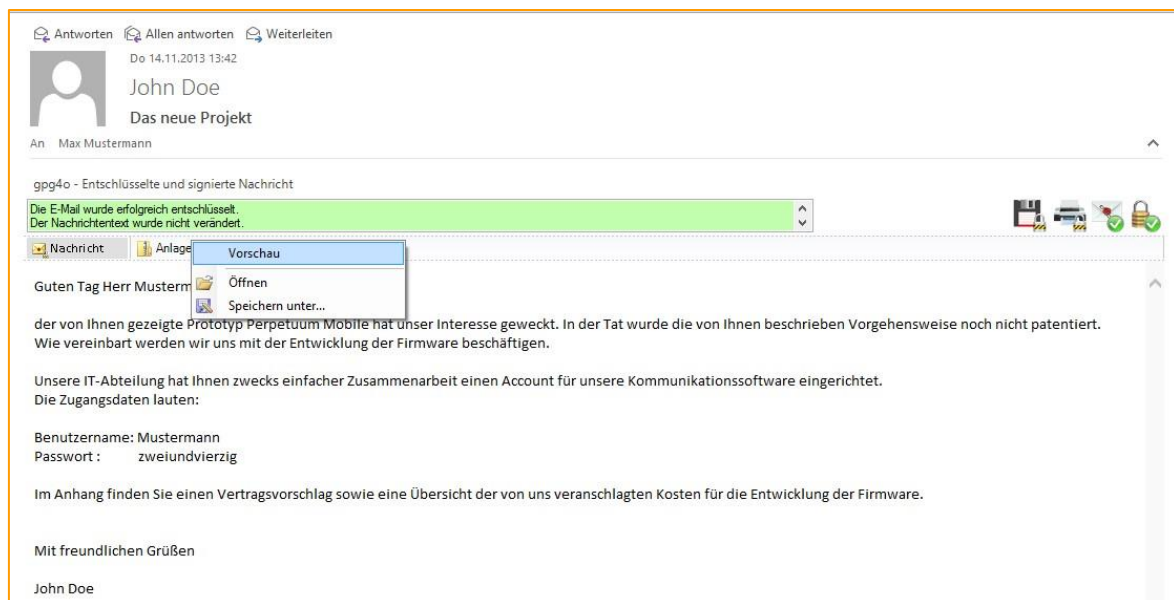 Antworten Allen antworten Weiterleiten
Do 14.11.2013 13:42
John Doe
Das neue Projekt
An Max Mustermann
gpg4o - Entschlüsselte und signierte Nachricht
Die E-Mail wurde erfolgreich entschlüsselt.
Der Nachrichtentext wurde nicht verändert.
Nachricht Anlage
Vorschau
Öffnen
Speichern unter...
Guten Tag Herr Musterm
der von Ihnen gezeigte Prototyp Perpetuum Mobile hat unser Interesse geweckt. In der Tat wurde die von Ihnen beschrieben Vorgehensweise noch nicht patentiert.
Wie vereinbart werden wir uns mit der Entwicklung der Firmware beschäftigen.
Unsere IT-Abteilung hat Ihnen zwecks einfacher Zusammenarbeit einen Account für unsere Kommunikationssoftware eingerichtet.
Die Zugangsdaten lauten:
Benutzername: Mustermann
Passwort : zweiundvierzig
Im Anhang finden Sie einen Vertragsvorschlag sowie eine Übersicht der von uns veranschlagten Kosten für die Entwicklung der Firmware.
Mit freundlichen Grüßen
John Doe